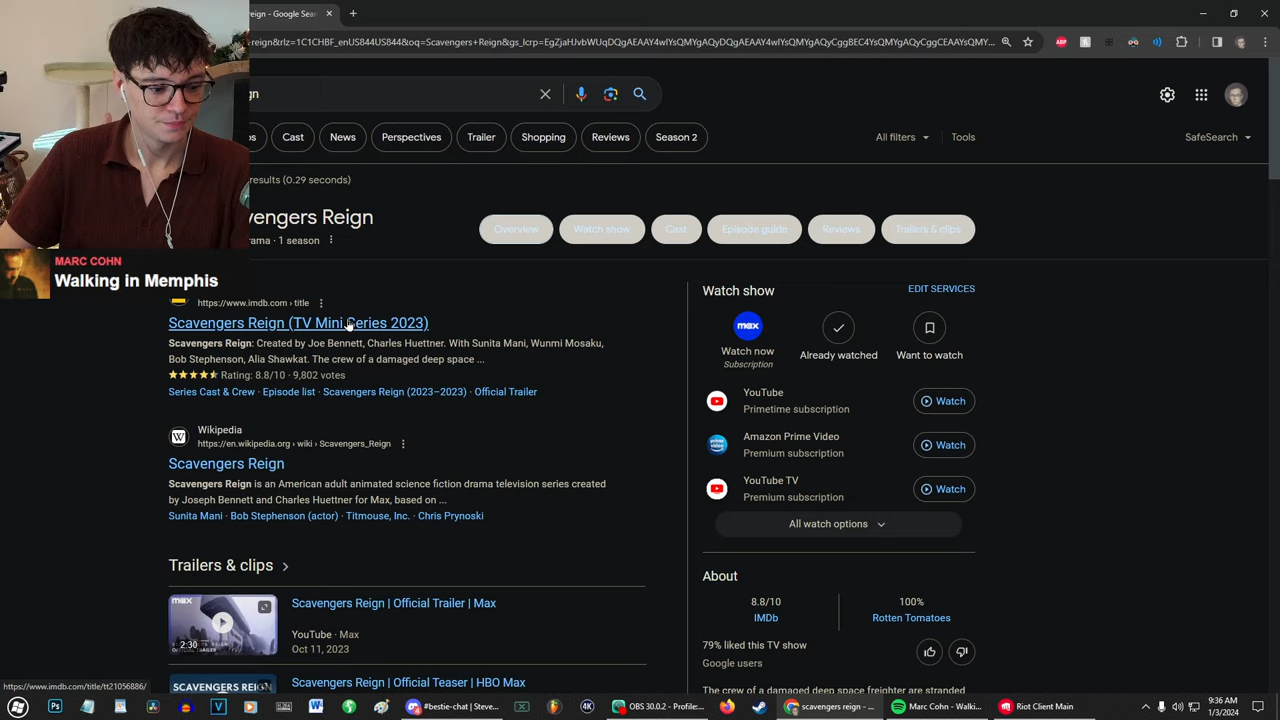 reign - Google Sear
reign&rlz=1C1CHBF_enUS844US844&oq=Scavengers+Reign&gs_lcrp=EgZjaHJvbWUqDQgAEAAY4wIYsQMYgAQyDQgAEAAY4wIYsQMYgAQyCggBEC4YsQMYgAQyCggCEAAYsQMY...
ABP
gn
Cast
News
Perspectives
Trailer
Shopping
Reviews
Season 2
All filters
Tools
SafeSearch
results (0.29 seconds)
vengers Reign
rama · 1 season
Overview
Watch show
Cast
Episode guide
Reviews
Trailers & clips
MARC COHN
Walking in Memphis
https://www.imdb.com › title
Scavengers Reign (TV Mini Series 2023)
Scavengers Reign: Created by Joe Bennett, Charles Huettner. With Sunita Mani, Wunmi Mosaku,
Bob Stephenson, Alia Shawkat. The crew of a damaged deep space ...
Rating: 8.8/10 · 9,802 votes
Series Cast & Crew · Episode list · Scavengers Reign (2023–2023) · Official Trailer
Wikipedia
W
https://en.wikipedia.org › wiki › Scavengers_Reign
Scavengers Reign
Scavengers Reign is an American adult animated science fiction drama television series created
by Joseph Bennett and Charles Huettner for Max, based on ...
Sunita Mani · Bob Stephenson (actor) · Titmouse, Inc. · Chris Prynoski
Trailers & clips
max
2:30
Scavengers Reign | Official Trailer | Max
YouTube · Max
Oct 11, 2023
SCAVENGERS REIGN
Scavengers Reign | Official Teaser | HBO Max
Watch show
EDIT SERVICES
max
Watch now
Subscription
Already watched
Want to watch
YouTube
Primetime subscription
Watch
prime video
Amazon Prime Video
Premium subscription
Watch
YouTube TV
Premium subscription
Watch
All watch options
About
8.8/10
IMDb
100%
Rotten Tomatoes
79% liked this TV show
Google users
The crew of a damaged deep space freighter are stranded
https://www.imdb.com/title/tt21056886/
Ps
V
W
#bestie-chat | Steve...
4K
OBS 30.0.2 - Profile:...
scavengers reign - ...
Marc Cohn - Walki...
Riot Client Main
9:36 AM
1/3/2024